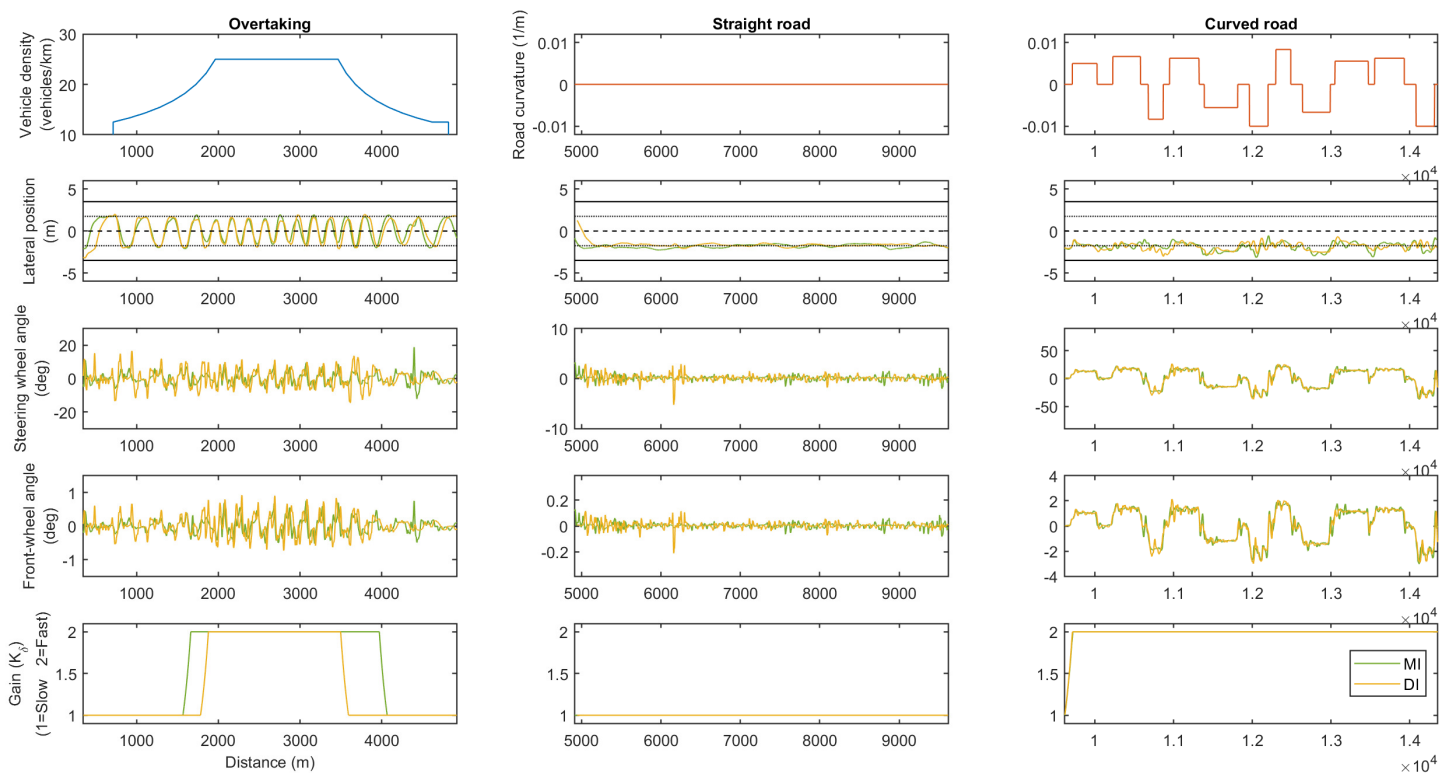 Overtaking
Straight road
Curved road
Vehicle density
(vehicles/km)
30
20
10
1000 2000 3000 4000
Road curvature (1/m)
0.01
0
-0.01
5000 6000 7000 8000 9000
0.01
0
-0.01
1 1.1 1.2 1.3 1.4
×10⁴
Lateral position
(m)
5
0
-5
1000 2000 3000 4000
5
0
-5
5000 6000 7000 8000 9000
5
0
-5
1 1.1 1.2 1.3 1.4
×10⁴
Steering wheel angle
(deg)
20
0
-20
1000 2000 3000 4000
10
0
-10
5000 6000 7000 8000 9000
50
0
-50
1 1.1 1.2 1.3 1.4
×10⁴
Front-wheel angle
(deg)
1
0
-1
1000 2000 3000 4000
0.2
0
-0.2
5000 6000 7000 8000 9000
4
2
0
-2
-4
1 1.1 1.2 1.3 1.4
×10⁴
Gain (K_δ)
(1=Slow 2=Fast)
2
1.5
1
1000 2000 3000 4000
Distance (m)
2
1.5
1
5000 6000 7000 8000 9000
2
1.5
1
MI
DI
1 1.1 1.2 1.3 1.4
×10⁴